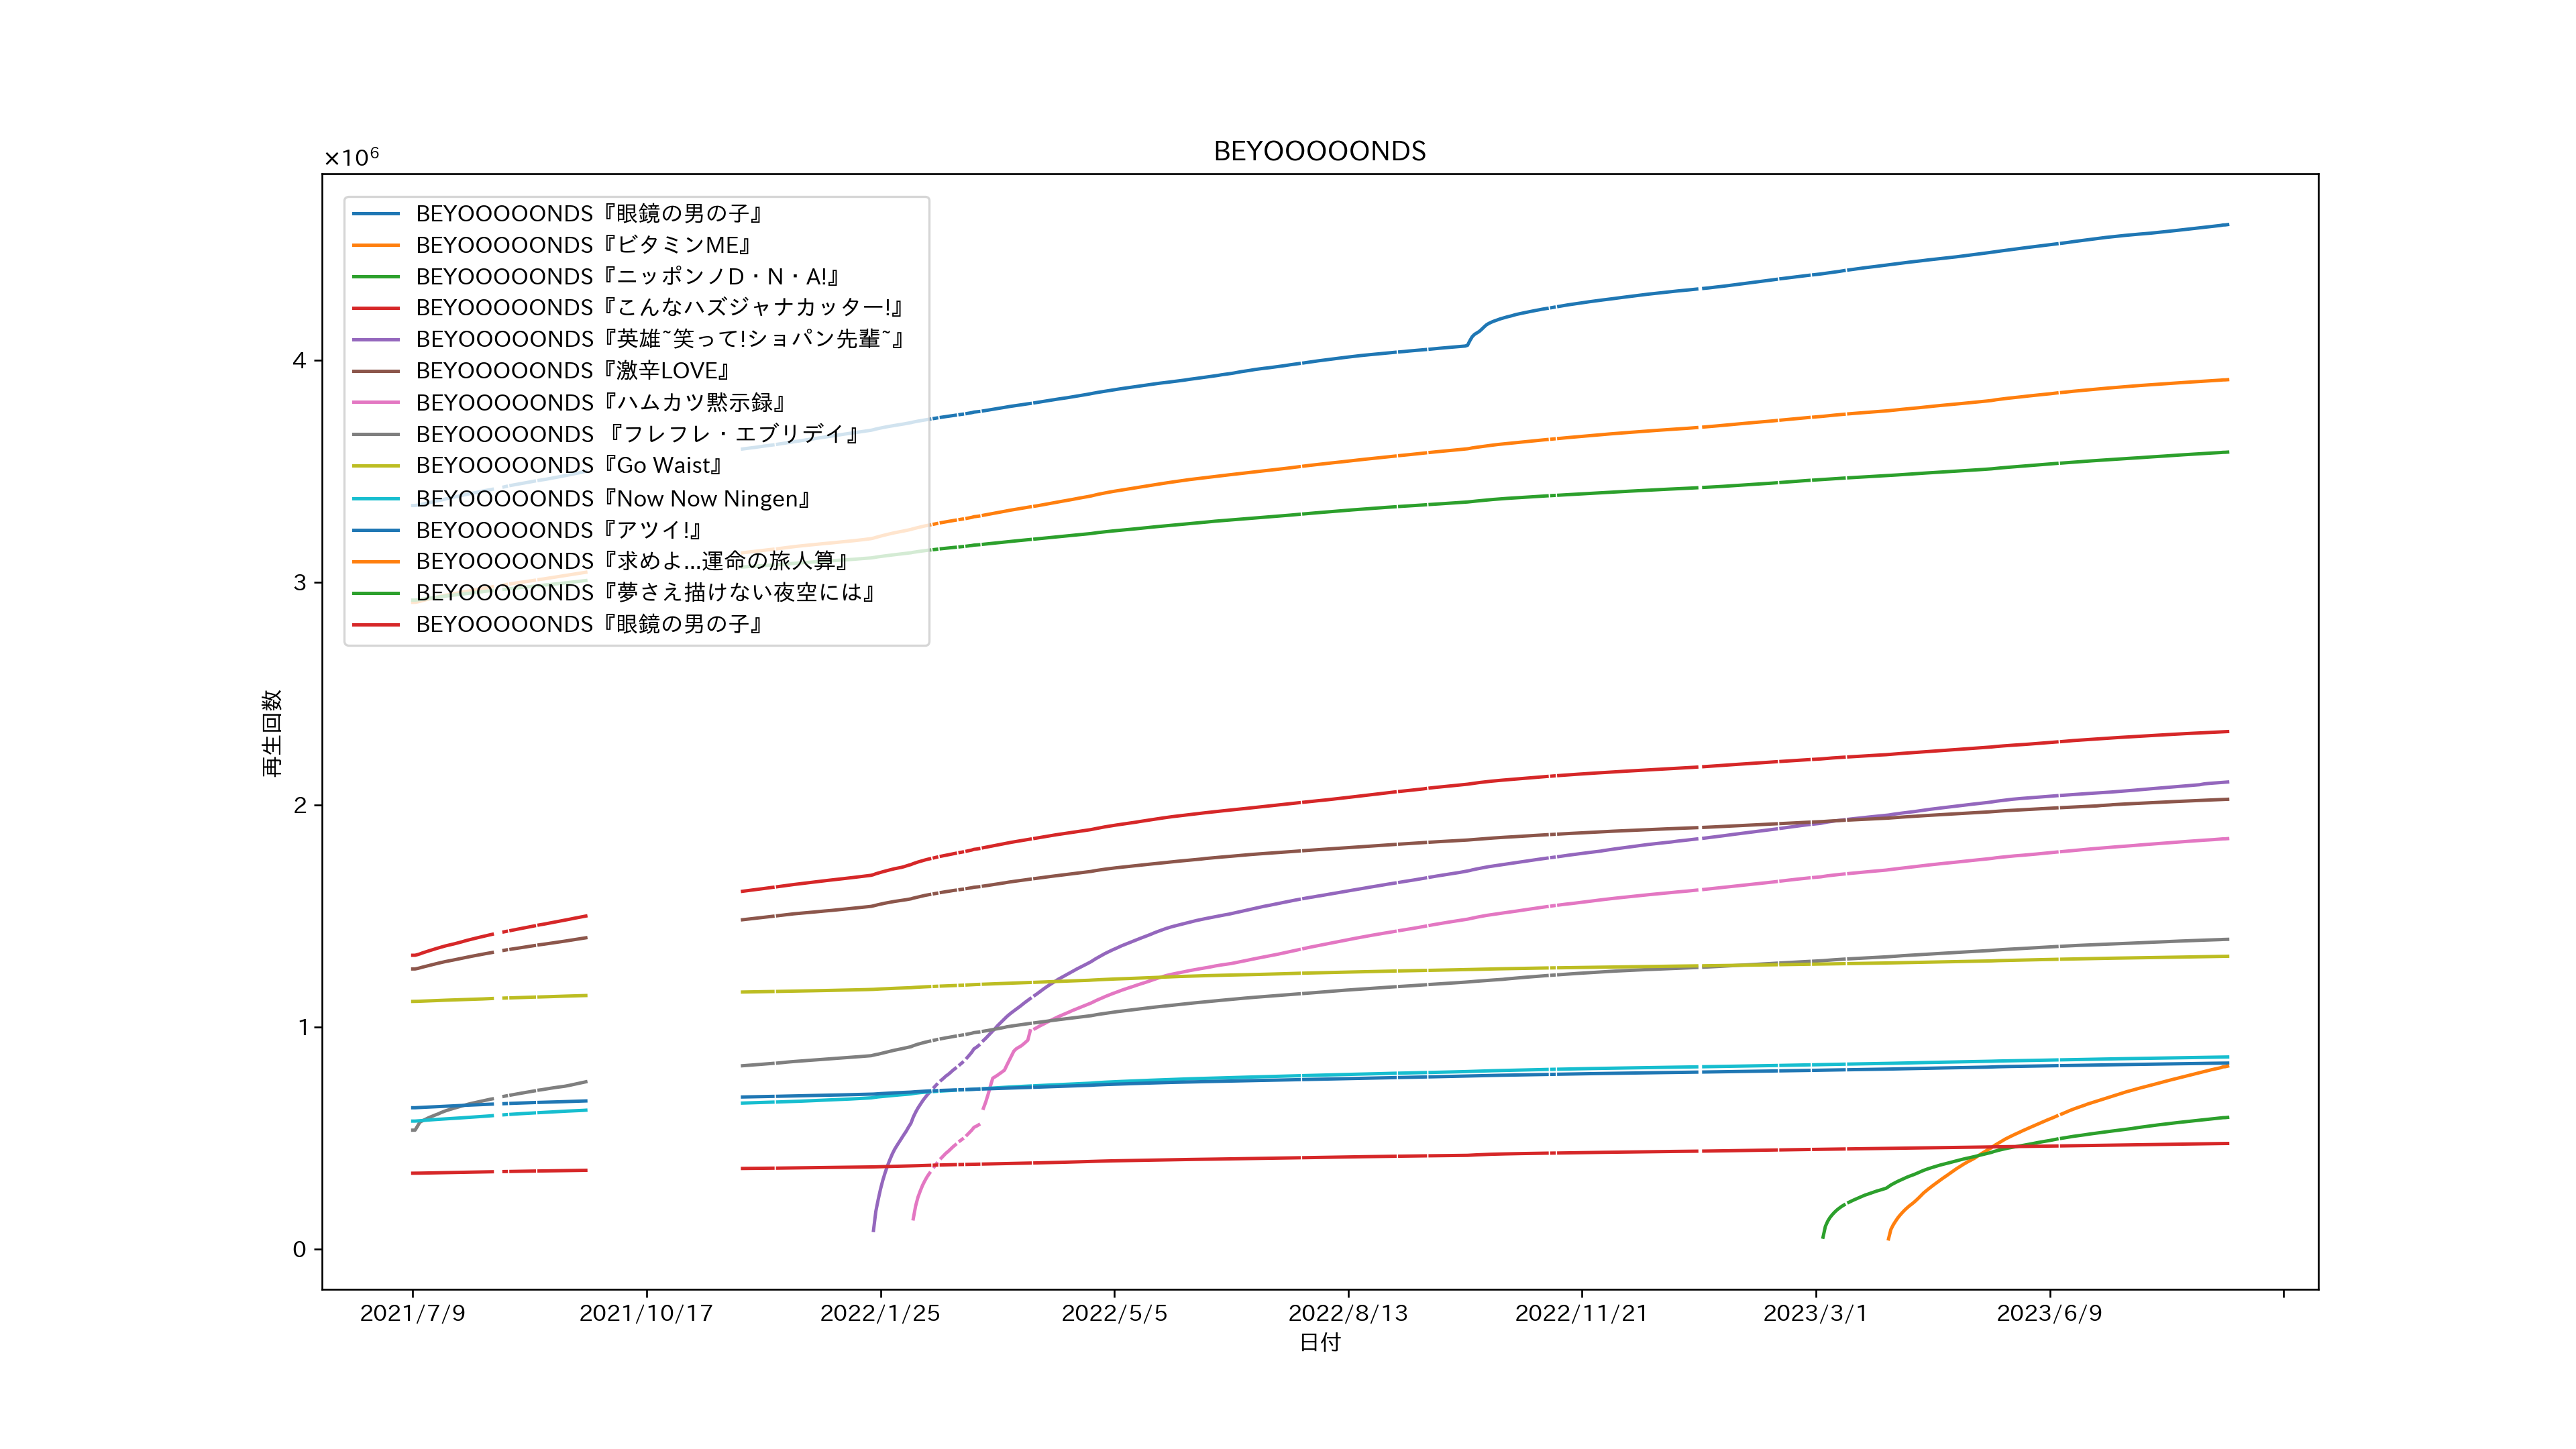 BEYOOOOONDS
×10⁶
BEYOOOOONDS『眼鏡の男の子』
BEYOOOOONDS『ビタミンME』
BEYOOOOONDS『ニッポンノD・N・A!』
BEYOOOOONDS『こんなハズジャナカッター!』
BEYOOOOONDS『英雄~笑って!ショパン先輩~』
BEYOOOOONDS『激辛LOVE』
BEYOOOOONDS『ハムカツ黙示録』
BEYOOOOONDS 『フレフレ・エブリデイ』
BEYOOOOONDS『Go Waist』
BEYOOOOONDS『Now Now Ningen』
BEYOOOOONDS『アツイ!』
BEYOOOOONDS『求めよ...運命の旅人算』
BEYOOOOONDS『夢さえ描けない夜空には』
BEYOOOOONDS『眼鏡の男の子』
4
3
2
1
0
再生回数
2021/7/9 2021/10/17 2022/1/25 2022/5/5 2022/8/13 2022/11/21 2023/3/1 2023/6/9
日付